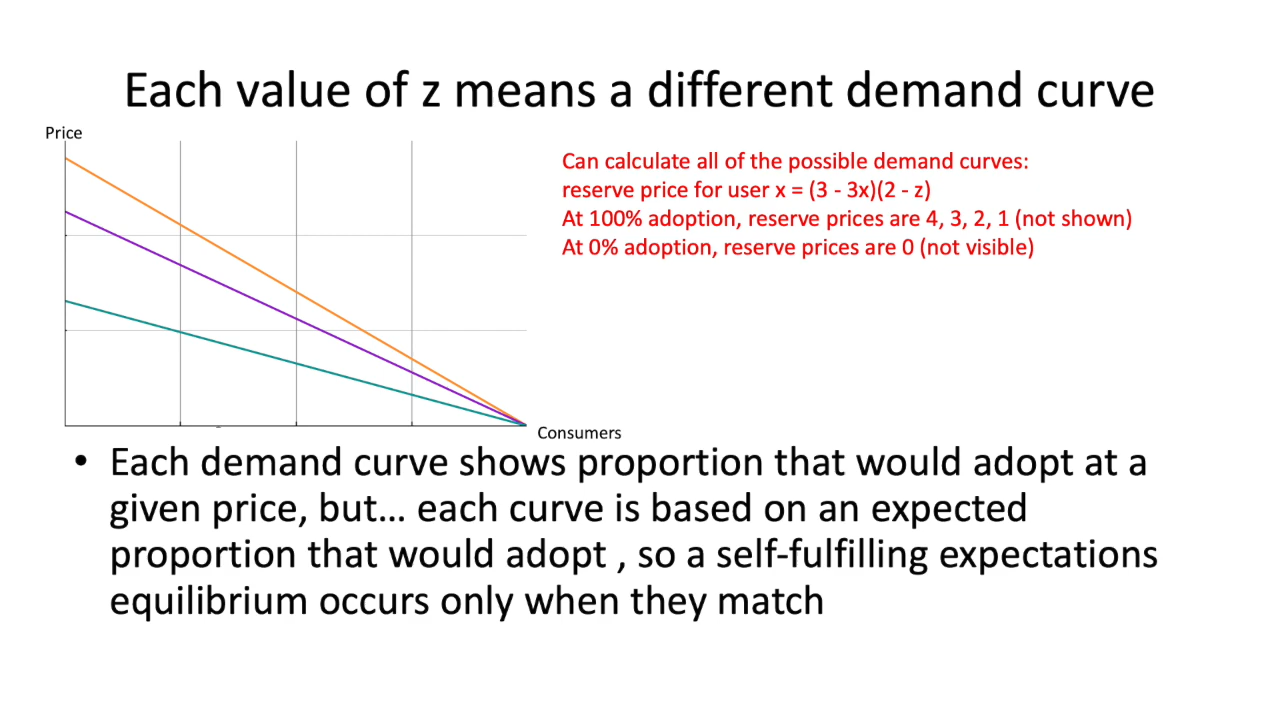 Each value of z means a different demand curve
Price
Can calculate all of the possible demand curves:
reserve price for user x = (3 - 3x)(2 - z)
At 100% adoption, reserve prices are 4, 3, 2, 1 (not shown)
At 0% adoption, reserve prices are 0 (not visible)
Consumers
• Each demand curve shows proportion that would adopt at a
given price, but... each curve is based on an expected
proportion that would adopt , so a self-fulfilling expectations
equilibrium occurs only when they match